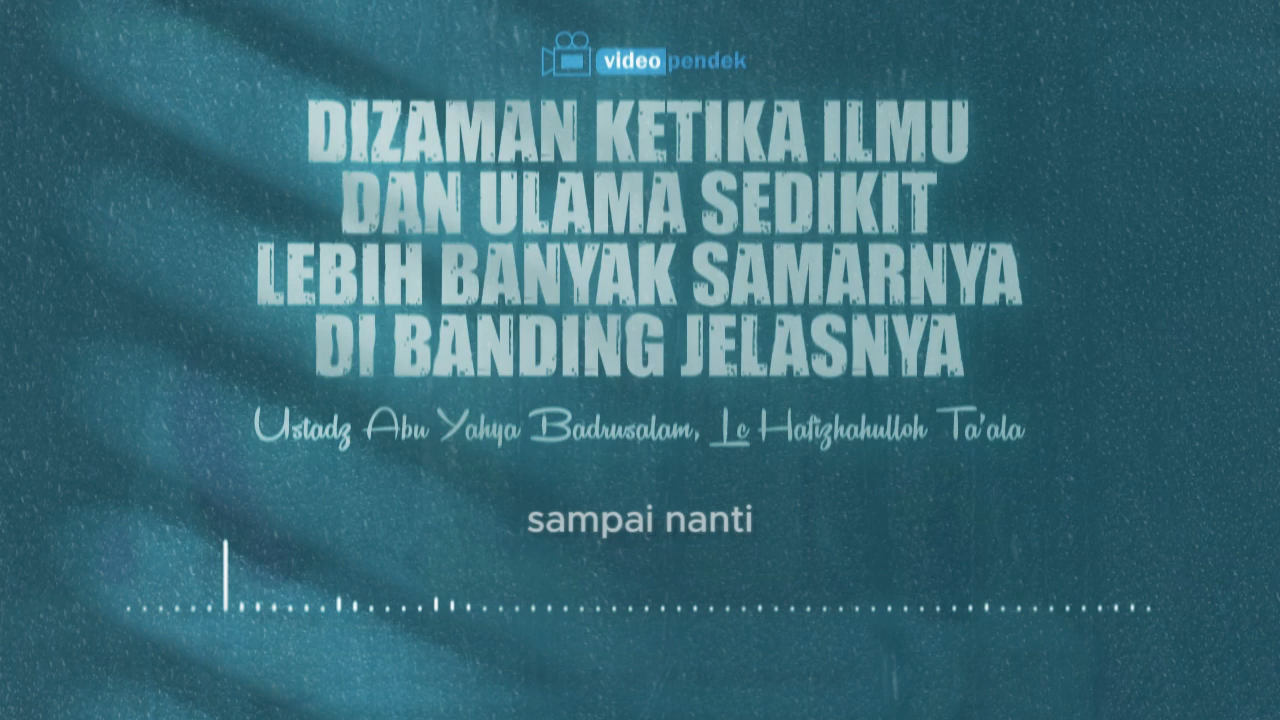 videopendek
DIZAMAN KETIKA ILMU
DAN ULAMA SEDIKIT
LEBIH BANYAK SAMARNYA
DI BANDING JELASNYA
Ustadz Abu Yahya Badrusalam, Lc Hafizhahulloh Ta'ala
sampai nanti